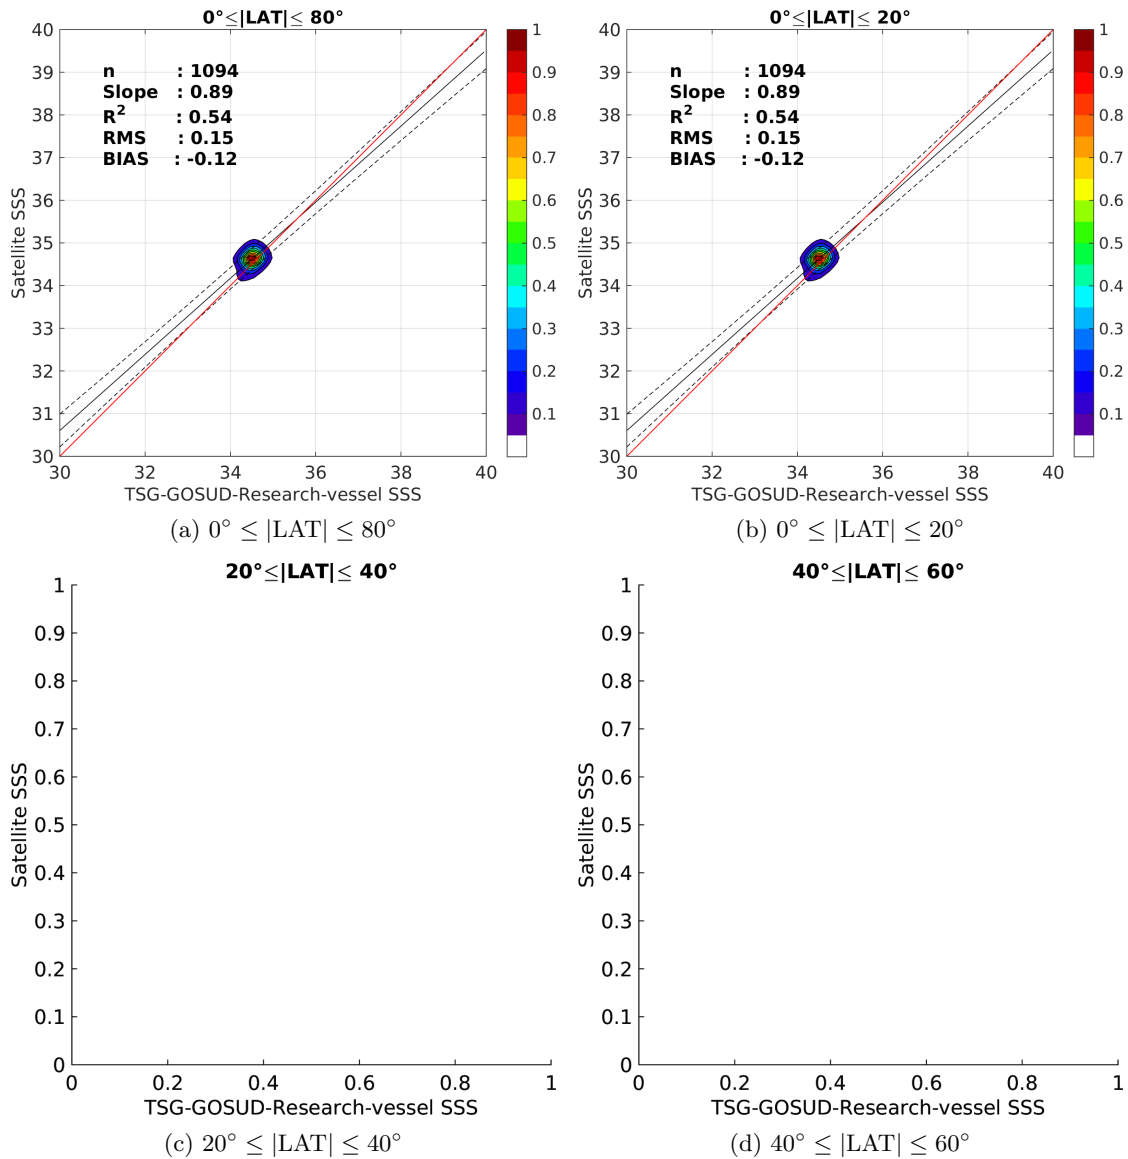 0°≤|LAT|≤ 80°
40
39
38
37
36
35
34
33
32
31
30
30 32 34 36 38 40
Satellite SSS
TSG-GOSUD-Research-vessel SSS
n : 1094
Slope : 0.89
R2 : 0.54
RMS : 0.15
BIAS : -0.12
1
0.9
0.8
0.7
0.6
0.5
0.4
0.3
0.2
0.1
(a) 0° ≤ |LAT| ≤ 80°
0°≤|LAT|≤ 20°
40
39
38
37
36
35
34
33
32
31
30
30 32 34 36 38 40
Satellite SSS
TSG-GOSUD-Research-vessel SSS
n : 1094
Slope : 0.89
R2 : 0.54
RMS : 0.15
BIAS : -0.12
1
0.9
0.8
0.7
0.6
0.5
0.4
0.3
0.2
0.1
(b) 0° ≤ |LAT| ≤ 20°
20°≤|LAT|≤ 40°
1
0.9
0.8
0.7
0.6
0.5
0.4
0.3
0.2
0.1
0
0 0.2 0.4 0.6 0.8 1
Satellite SSS
TSG-GOSUD-Research-vessel SSS
(c) 20° ≤ |LAT| ≤ 40°
40°≤|LAT|≤ 60°
1
0.9
0.8
0.7
0.6
0.5
0.4
0.3
0.2
0.1
0
0 0.2 0.4 0.6 0.8 1
Satellite SSS
TSG-GOSUD-Research-vessel SSS
(d) 40° ≤ |LAT| ≤ 60°